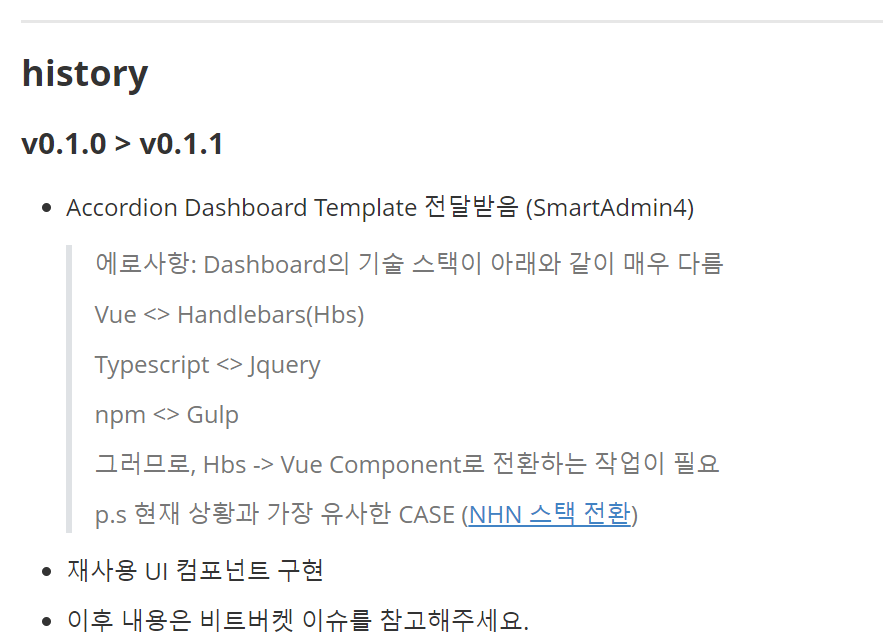 history
v0.1.0 > v0.1.1
Accordion Dashboard Template 전달받음 (SmartAdmin4)
에로사항: Dashboard의 기술 스택이 아래와 같이 매우 다름
Vue <> Handlebars(Hbs)
Typescript <> Jquery
npm <> Gulp
그러므로, Hbs -> Vue Component로 전환하는 작업이 필요
p.s 현재 상황과 가장 유사한 CASE (NHN 스택 전환)
재사용 UI 컴포넌트 구현
이후 내용은 비트버켓 이슈를 참고해주세요.